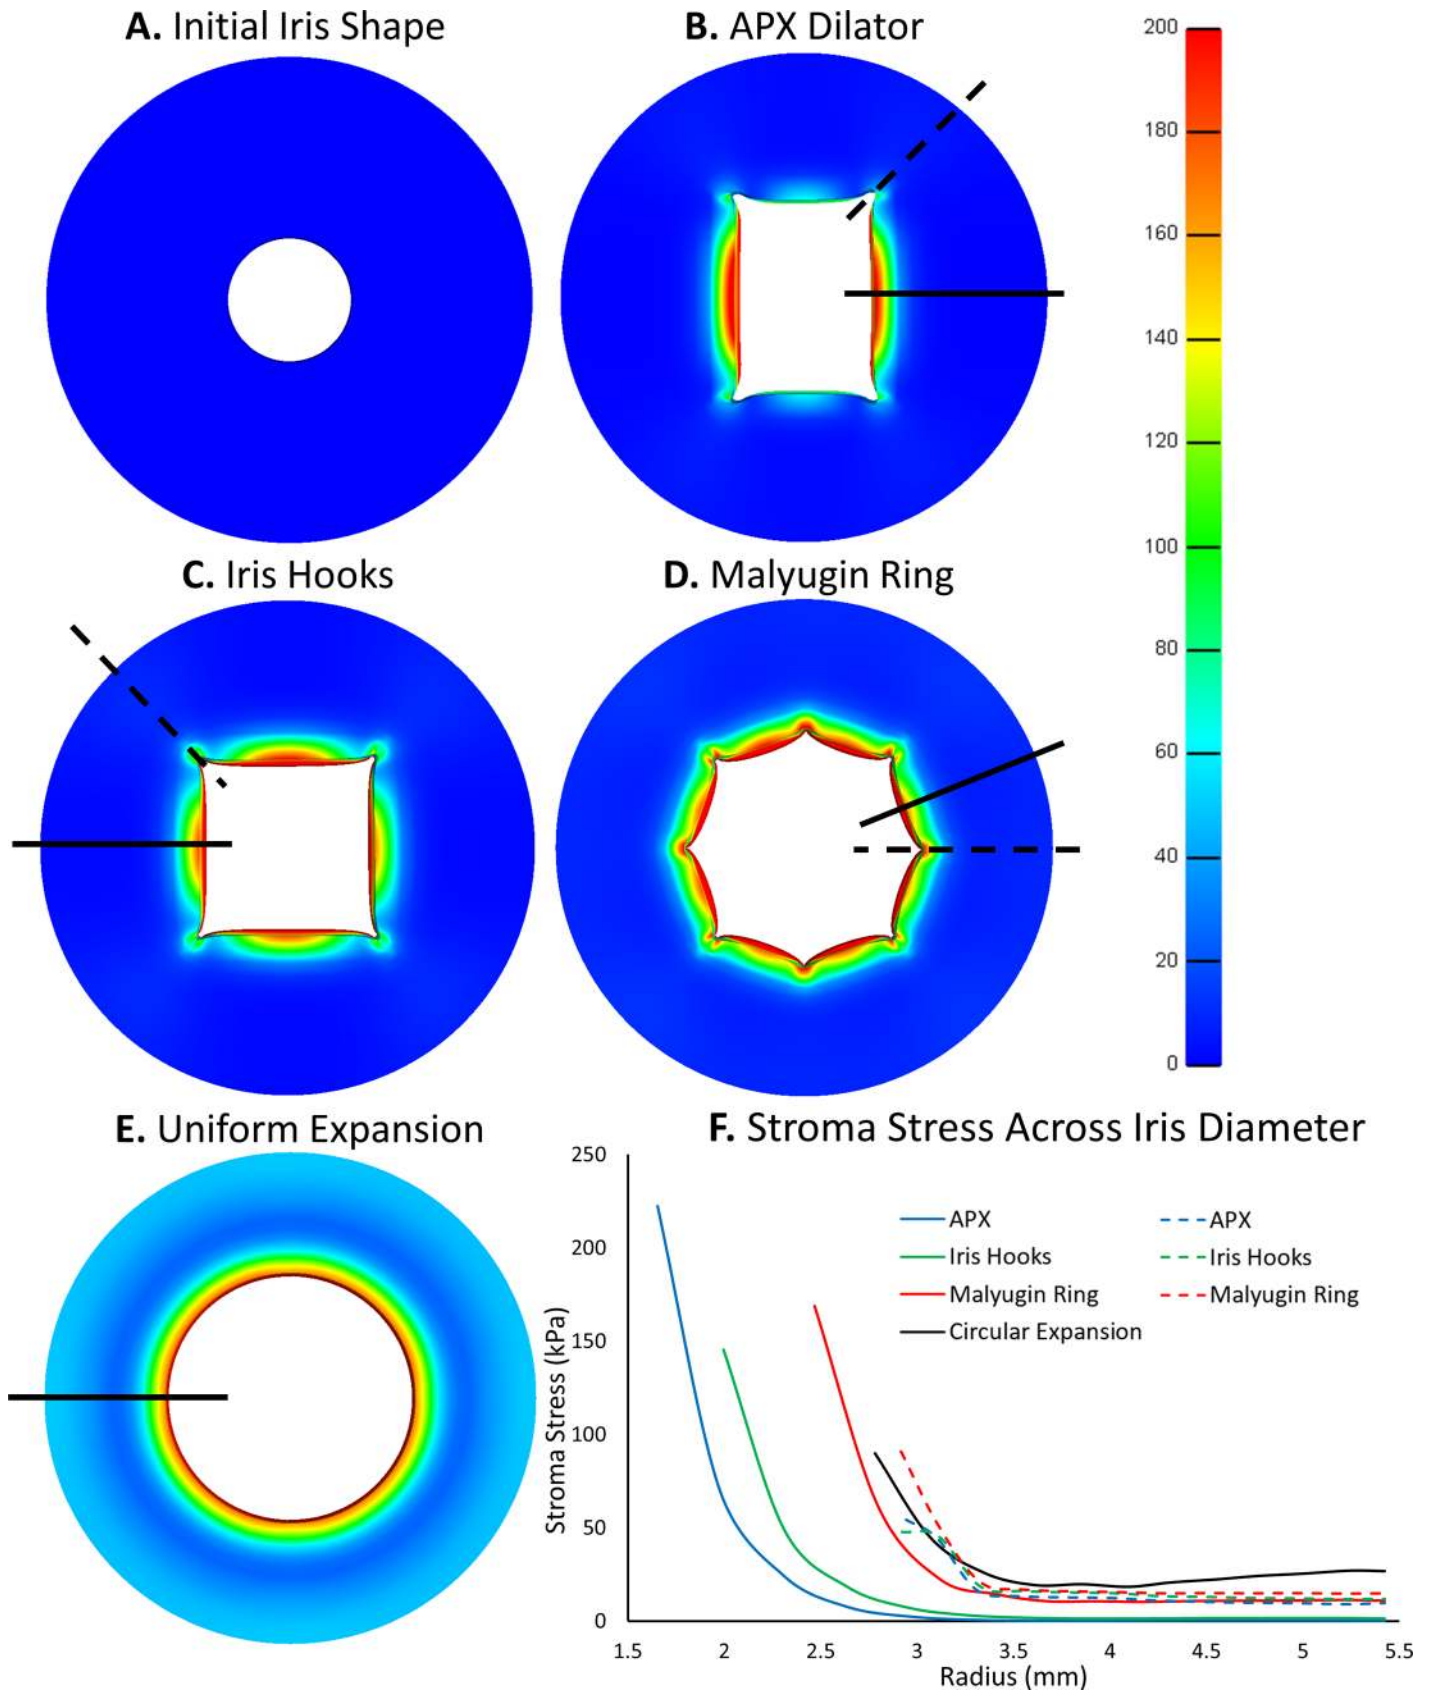 A. Initial Iris Shape
B. APX Dilator
200
180
160
140
120
100
80
60
40
20
0
C. Iris Hooks
D. Malyugin Ring
E. Uniform Expansion
F. Stroma Stress Across Iris Diameter
Stroma Stress (kPa)
250
200
150
100
50
0
APX
APX
Iris Hooks
Iris Hooks
Malyugin Ring
Malyugin Ring
Circular Expansion
1.5 2 2.5 3 3.5 4 4.5 5 5.5
Radius (mm)